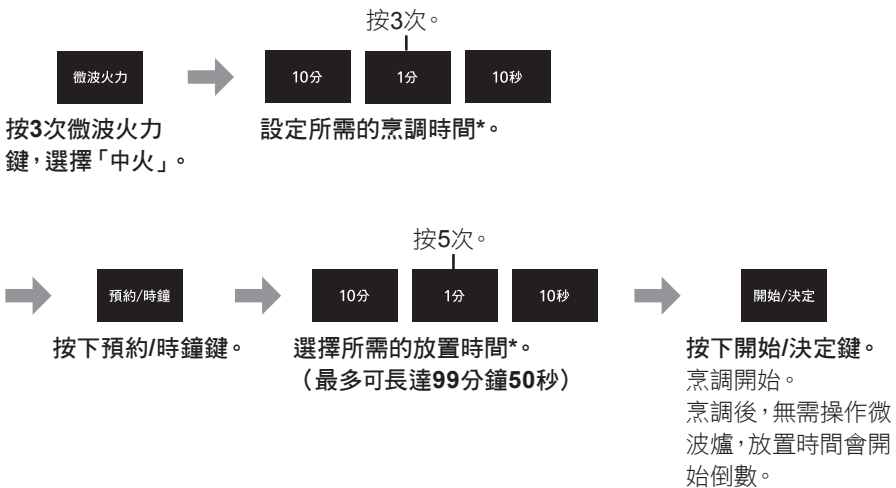 按3次。
微波火力
10分
1分
10秒
按3次微波火力
鍵，選擇「中火」。
設定所需的烹調時間*。
按5次。
預約/時鐘
10分
1分
10秒
開始/決定
按下預約/時鐘鍵。
選擇所需的放置時間*。
（最多可長達99分鐘50秒）
按下開始/決定鍵。
烹調開始。
烹調後，無需操作微
波爐，放置時間會開
始倒數。